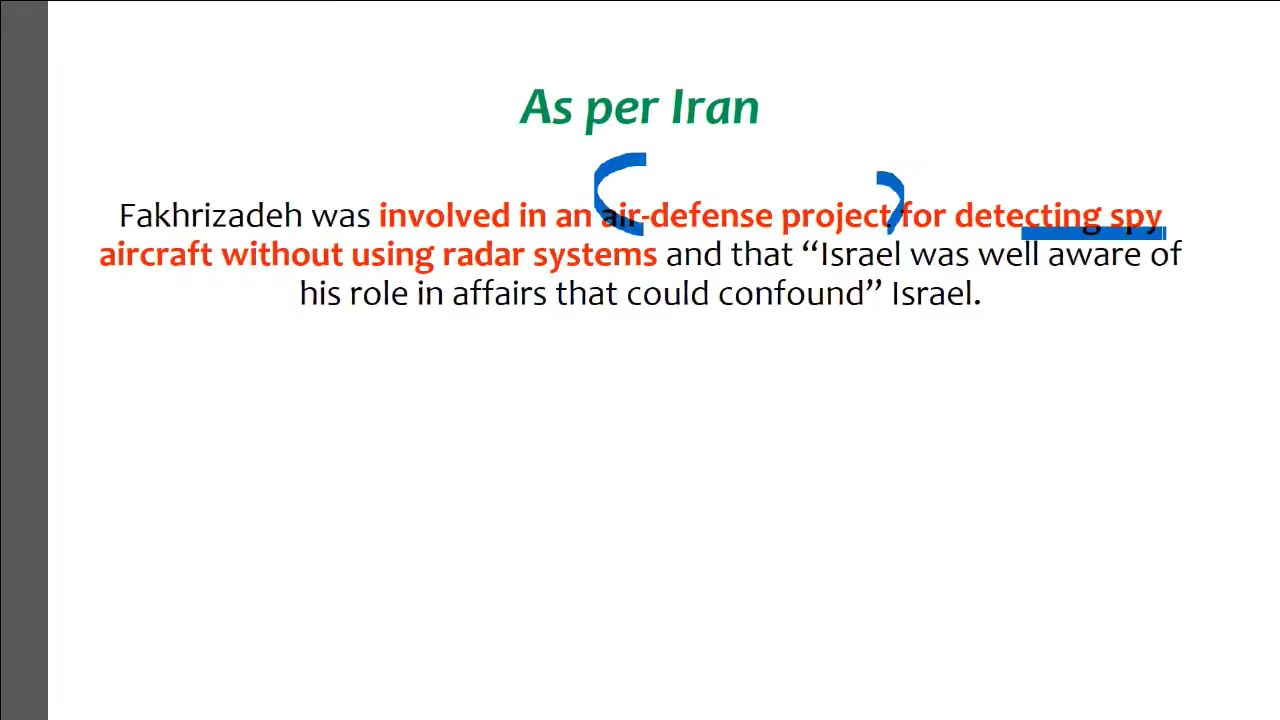 As per Iran
Fakhrizadeh was involved in an air-defense project for detecting spy
aircraft without using radar systems and that “Israel was well aware of
his role in affairs that could confound” Israel.